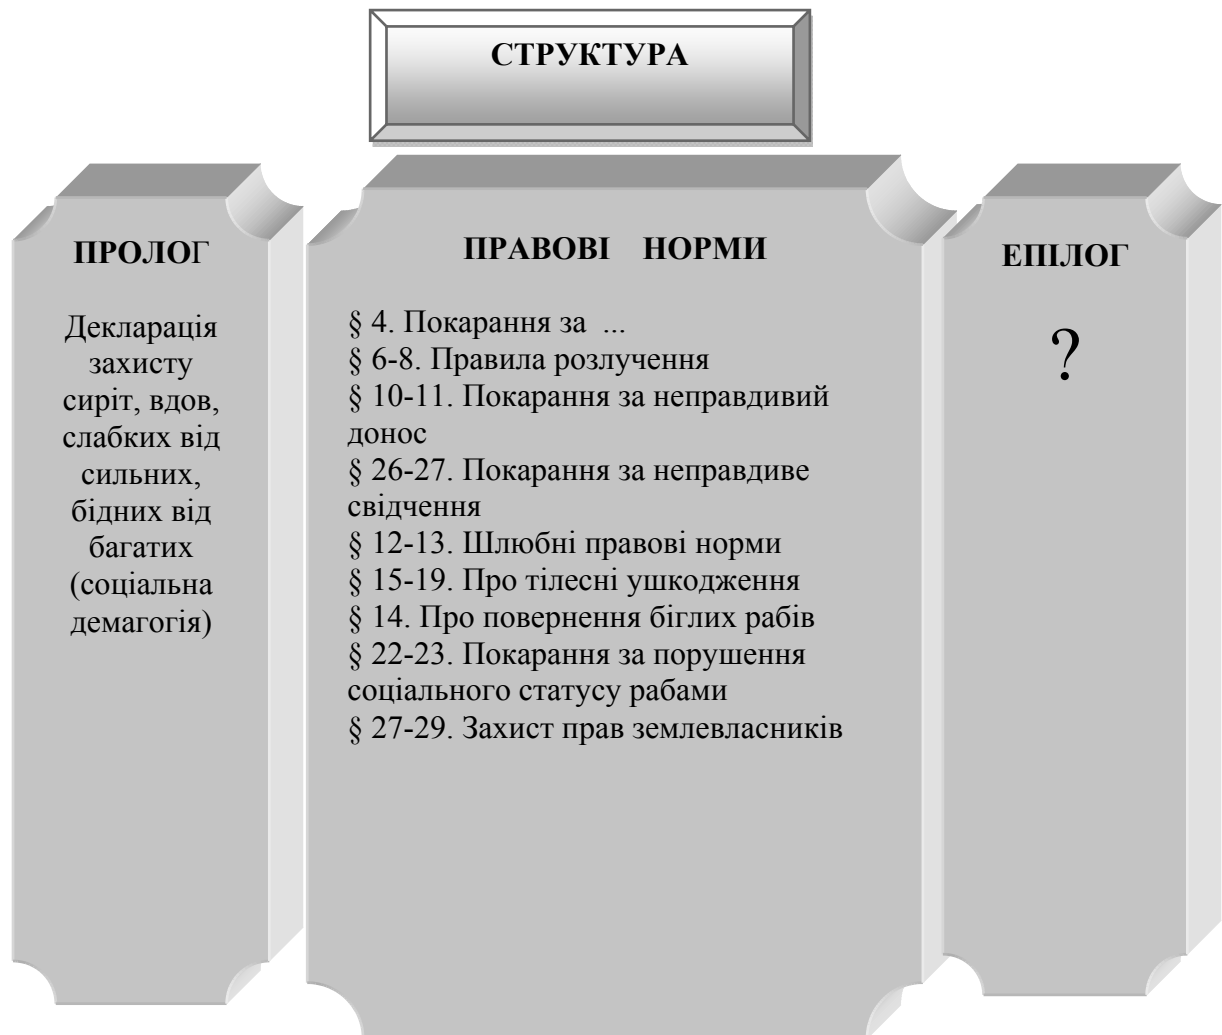 СТРУКТУРА
ПРОЛОГ
Декларація
захисту
сиріт, вдов,
слабких від
сильних,
бідних від
багатих
(соціальна
демагогія)
ПРАВОВІ НОРМИ
§ 4. Покарання за ...
§ 6-8. Правила розлучення
§ 10-11. Покарання за неправдивий
донос
§ 26-27. Покарання за неправдиве
свідчення
§ 12-13. Шлюбні правові норми
§ 15-19. Про тілесні ушкодження
§ 14. Про повернення біглих рабів
§ 22-23. Покарання за порушення
соціального статусу рабами
§ 27-29. Захист прав землевласників
ЕПІЛОГ
?